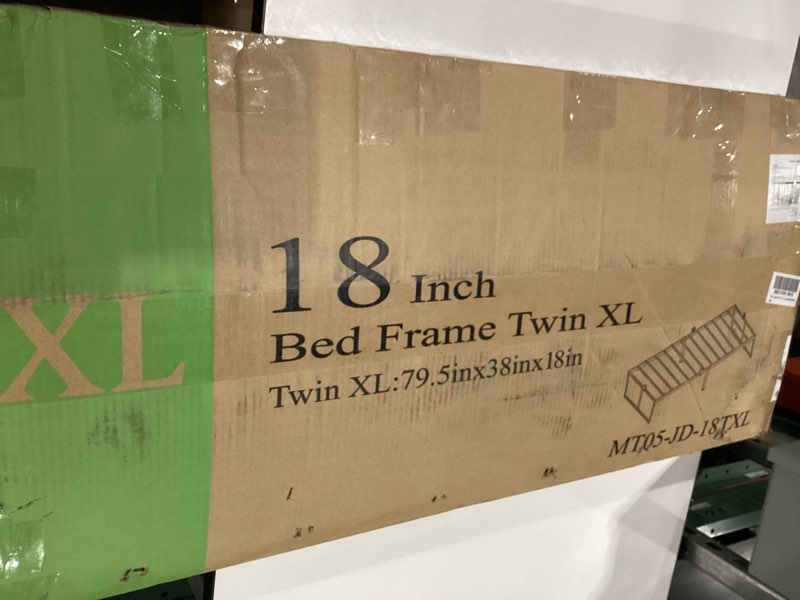 XL
18 Inch
Bed Frame Twin XL
Twin XL:79.5inx38inx18in
MT05-JD-18TXL